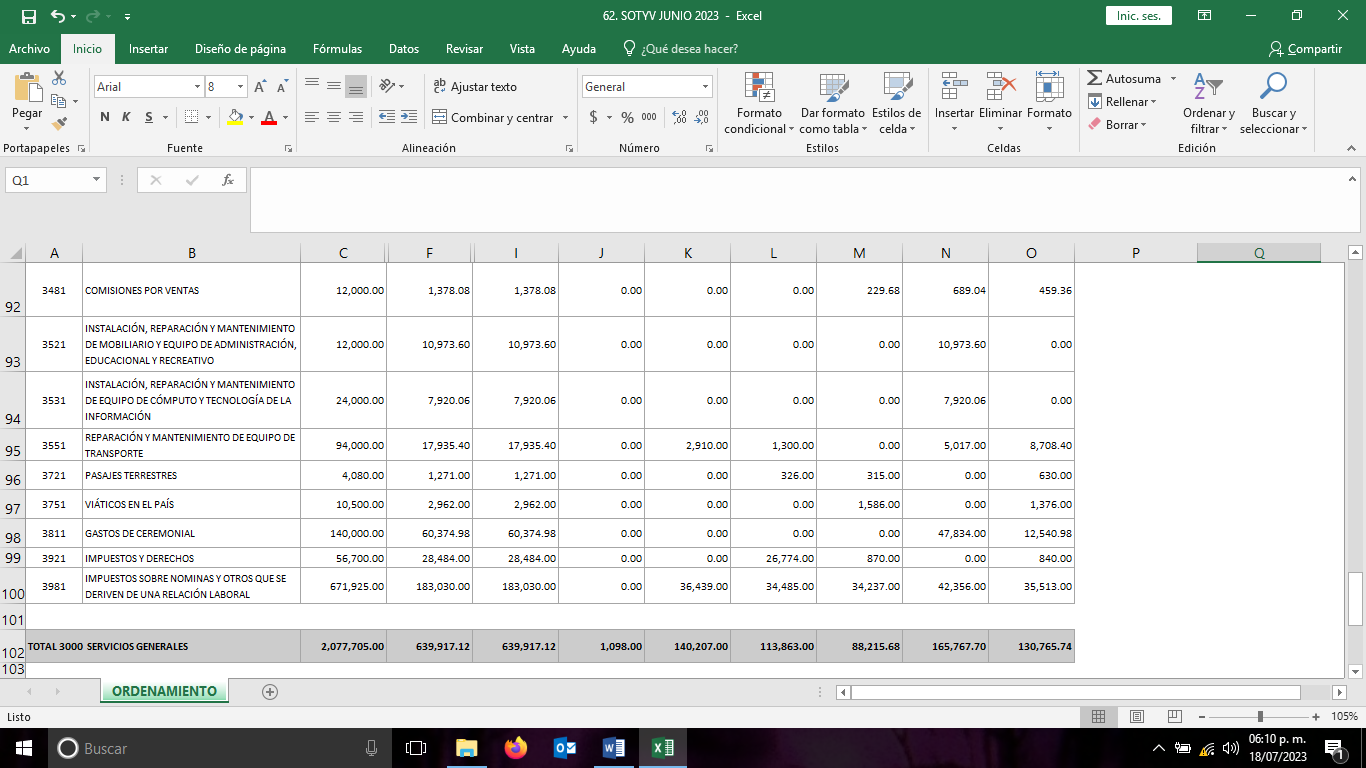 62. SOTYV JUNIO 2023 - Excel
Inic. ses.
Archivo Inicio Insertar Diseño de página Fórmulas Datos Revisar Vista Ayuda ¿Qué desea hacer? Compartir
Pegar
Portapapeles
Arial 8
N K S
Fuente
Ajustar texto
Combinar y centrar
Alineación
General
$ % 000
Número
Formato condicional
Dar formato como tabla
Estilos de celda
Estilos
Insertar Eliminar Formato
Celdas
Autosuma
Rellenar
Borrar
Ordenar y filtrar
Buscar y seleccionar
Edición
Q1 fx
A B C F I J K L M N O P Q
92 3481 COMISIONES POR VENTAS 12,000.00 1,378.08 1,378.08 0.00 0.00 0.00 229.68 689.04 459.36
93 3521 INSTALACIÓN, REPARACIÓN Y MANTENIMIENTO
DE MOBILIARIO Y EQUIPO DE ADMINISTRACIÓN,
EDUCACIONAL Y RECREATIVO 12,000.00 10,973.60 10,973.60 0.00 0.00 0.00 0.00 10,973.60 0.00
94 3531 INSTALACIÓN, REPARACIÓN Y MANTENIMIENTO
DE EQUIPO DE CÓMPUTO Y TECNOLOGÍA DE LA
INFORMACIÓN 24,000.00 7,920.06 7,920.06 0.00 0.00 0.00 0.00 7,920.06 0.00
95 3551 REPARACIÓN Y MANTENIMIENTO DE EQUIPO DE
TRANSPORTE 94,000.00 17,935.40 17,935.40 0.00 2,910.00 1,300.00 0.00 5,017.00 8,708.40
96 3721 PASAJES TERRESTRES 4,080.00 1,271.00 1,271.00 0.00 0.00 326.00 315.00 0.00 630.00
97 3751 VIÁTICOS EN EL PAÍS 10,500.00 2,962.00 2,962.00 0.00 0.00 0.00 1,586.00 0.00 1,376.00
98 3811 GASTOS DE CEREMONIAL 140,000.00 60,374.98 60,374.98 0.00 0.00 0.00 0.00 47,834.00 12,540.98
99 3921 IMPUESTOS Y DERECHOS 56,700.00 28,484.00 28,484.00 0.00 0.00 26,774.00 870.00 0.00 840.00
100 3981 IMPUESTOS SOBRE NOMINAS Y OTROS QUE SE
DERIVEN DE UNA RELACIÓN LABORAL 671,925.00 183,030.00 183,030.00 0.00 36,439.00 34,485.00 34,237.00 42,356.00 35,513.00
101
102 TOTAL 3000 SERVICIOS GENERALES 2,077,705.00 639,917.12 639,917.12 1,098.00 140,207.00 113,863.00 88,215.68 165,767.70 130,765.74
103
ORDENAMIENTO
Listo 105%
Buscar
06:10 p. m.
18/07/2023
1